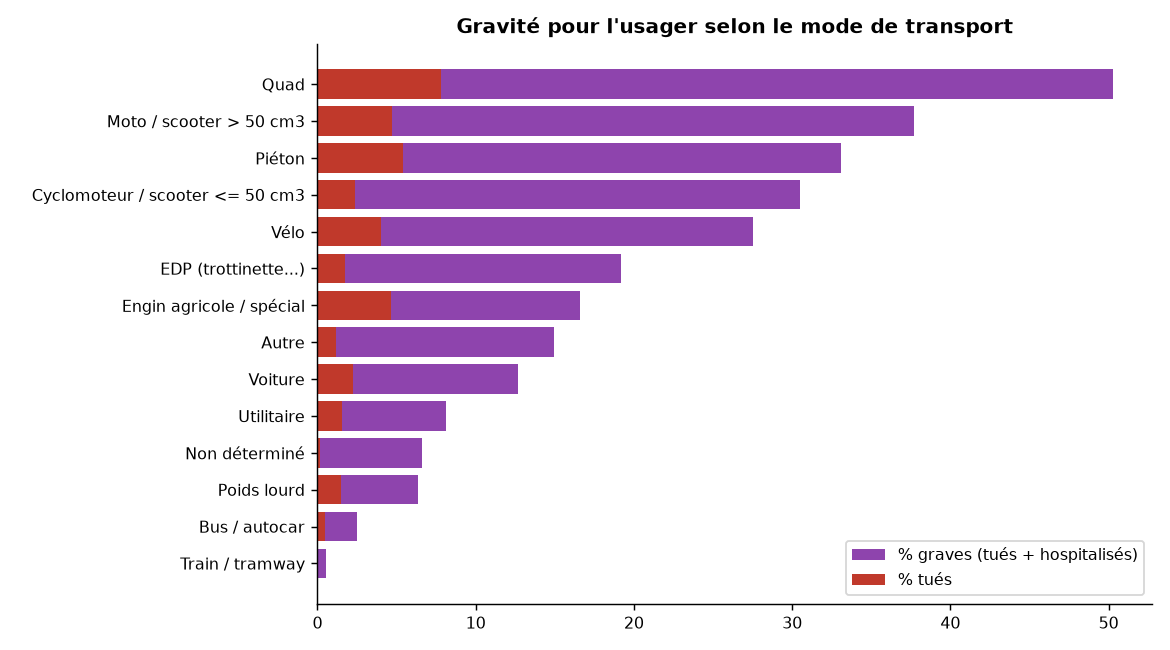 Gravité pour l'usager selon le mode de transport
Quad
Moto / scooter > 50 cm3
Piéton
Cyclomoteur / scooter <= 50 cm3
Vélo
EDP (trottinette...)
Engin agricole / spécial
Autre
Voiture
Utilitaire
Non déterminé
Poids lourd
Bus / autocar
Train / tramway
% graves (tués + hospitalisés)
% tués
0 10 20 30 40 50